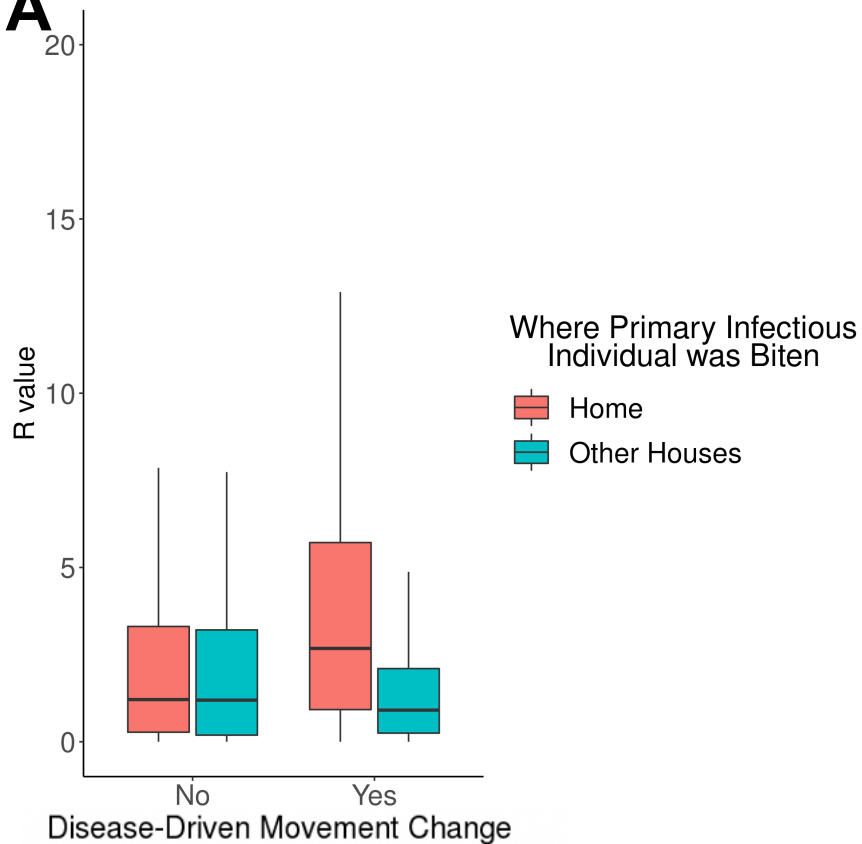 A
20
15
10
5
0
R value
No Yes
Disease-Driven Movement Change
Where Primary Infectious
Individual was Biten
Home
Other Houses